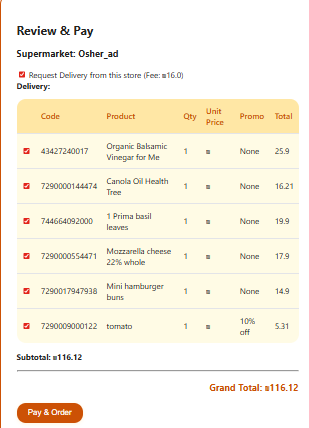 Review & Pay
Supermarket: Osher_ad
Request Delivery from this store (Fee: ₪16.0)
Delivery:
Code Product Qty Unit Price Promo Total
43427240017 Organic Balsamic Vinegar for Me 1 ₪ None 25.9
7290000144474 Canola Oil Health Tree 1 ₪ None 16.21
744664092000 1 Prima basil leaves 1 ₪ None 19.9
7290000554471 Mozzarella cheese 22% whole 1 ₪ None 17.9
7290017947938 Mini hamburger buns 1 ₪ None 14.9
7290009000122 tomato 1 ₪ 10% off 5.31
Subtotal: ₪116.12
Grand Total: ₪116.12
Pay & Order